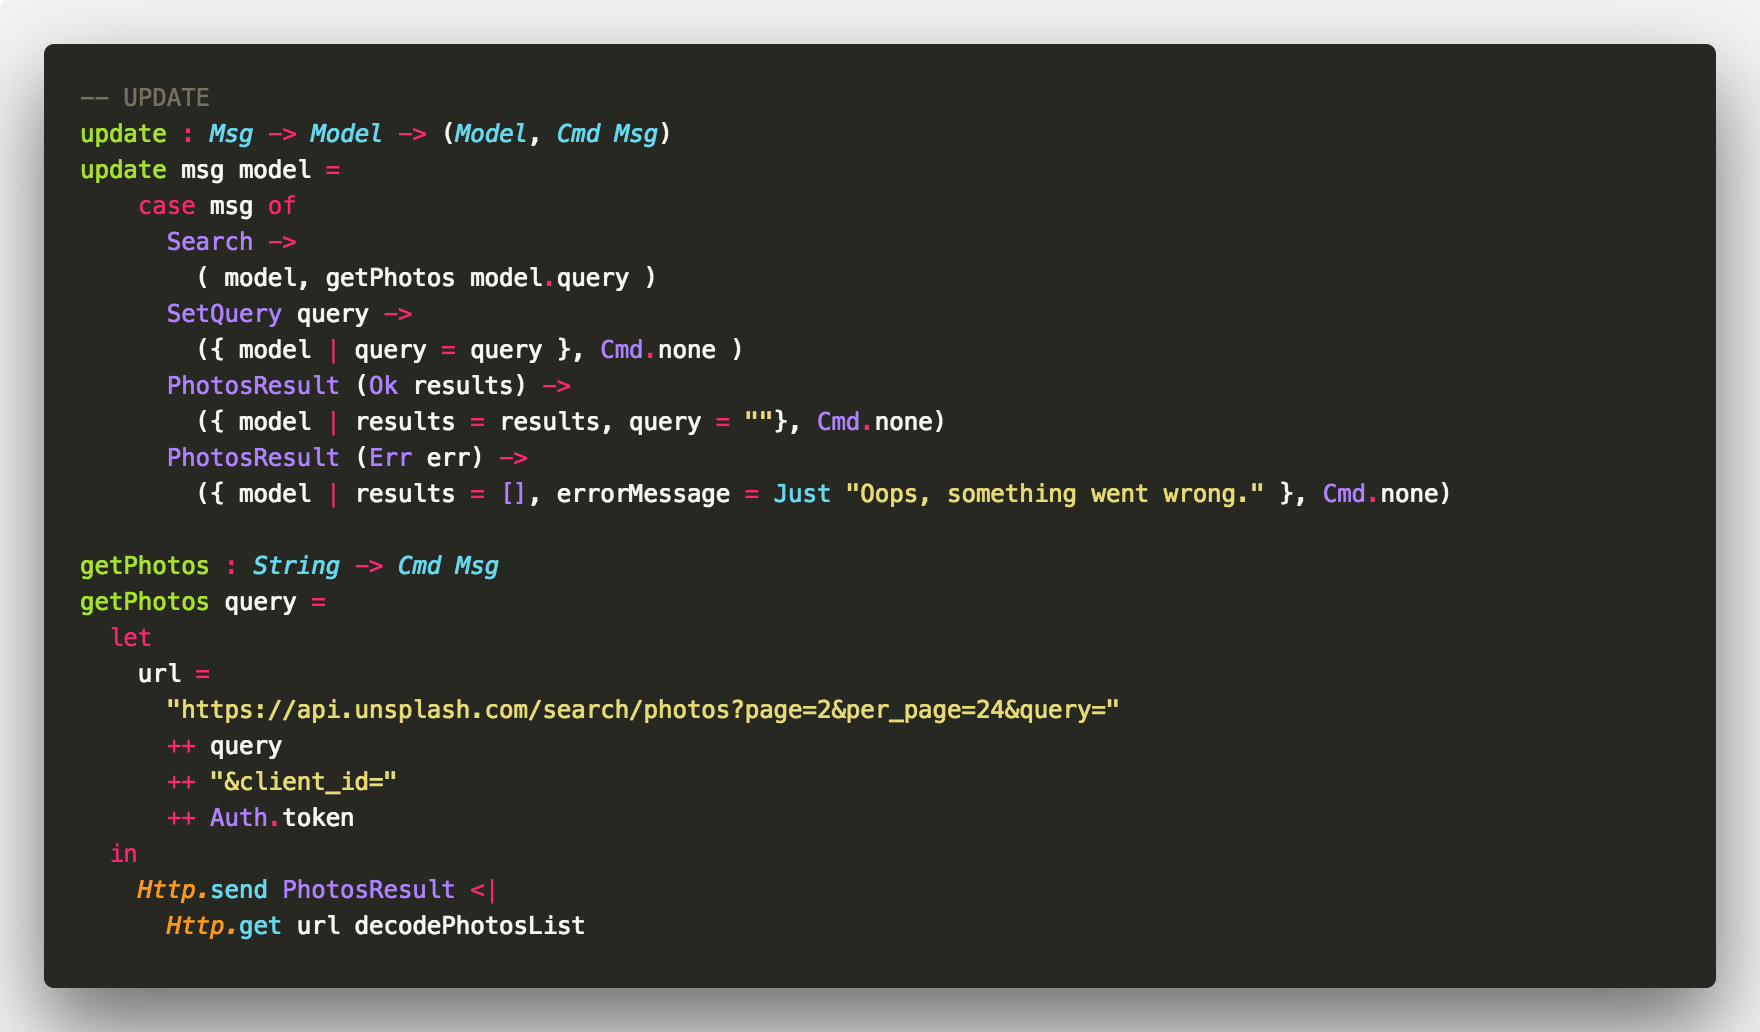 -- UPDATE
update : Msg -> Model -> (Model, Cmd Msg)
update msg model =
    case msg of
      Search ->
        ( model, getPhotos model.query )
      SetQuery query ->
        ({ model | query = query }, Cmd.none )
      PhotosResult (Ok results) ->
        ({ model | results = results, query = ""}, Cmd.none)
      PhotosResult (Err err) ->
        ({ model | results = [], errorMessage = Just "Oops, something went wrong." }, Cmd.none)

getPhotos : String -> Cmd Msg
getPhotos query =
  let
    url =
      "https://api.unsplash.com/search/photos?page=2&per_page=24&query="
      ++ query
      ++ "&client_id="
      ++ Auth.token
  in
    Http.send PhotosResult <|
      Http.get url decodePhotosList